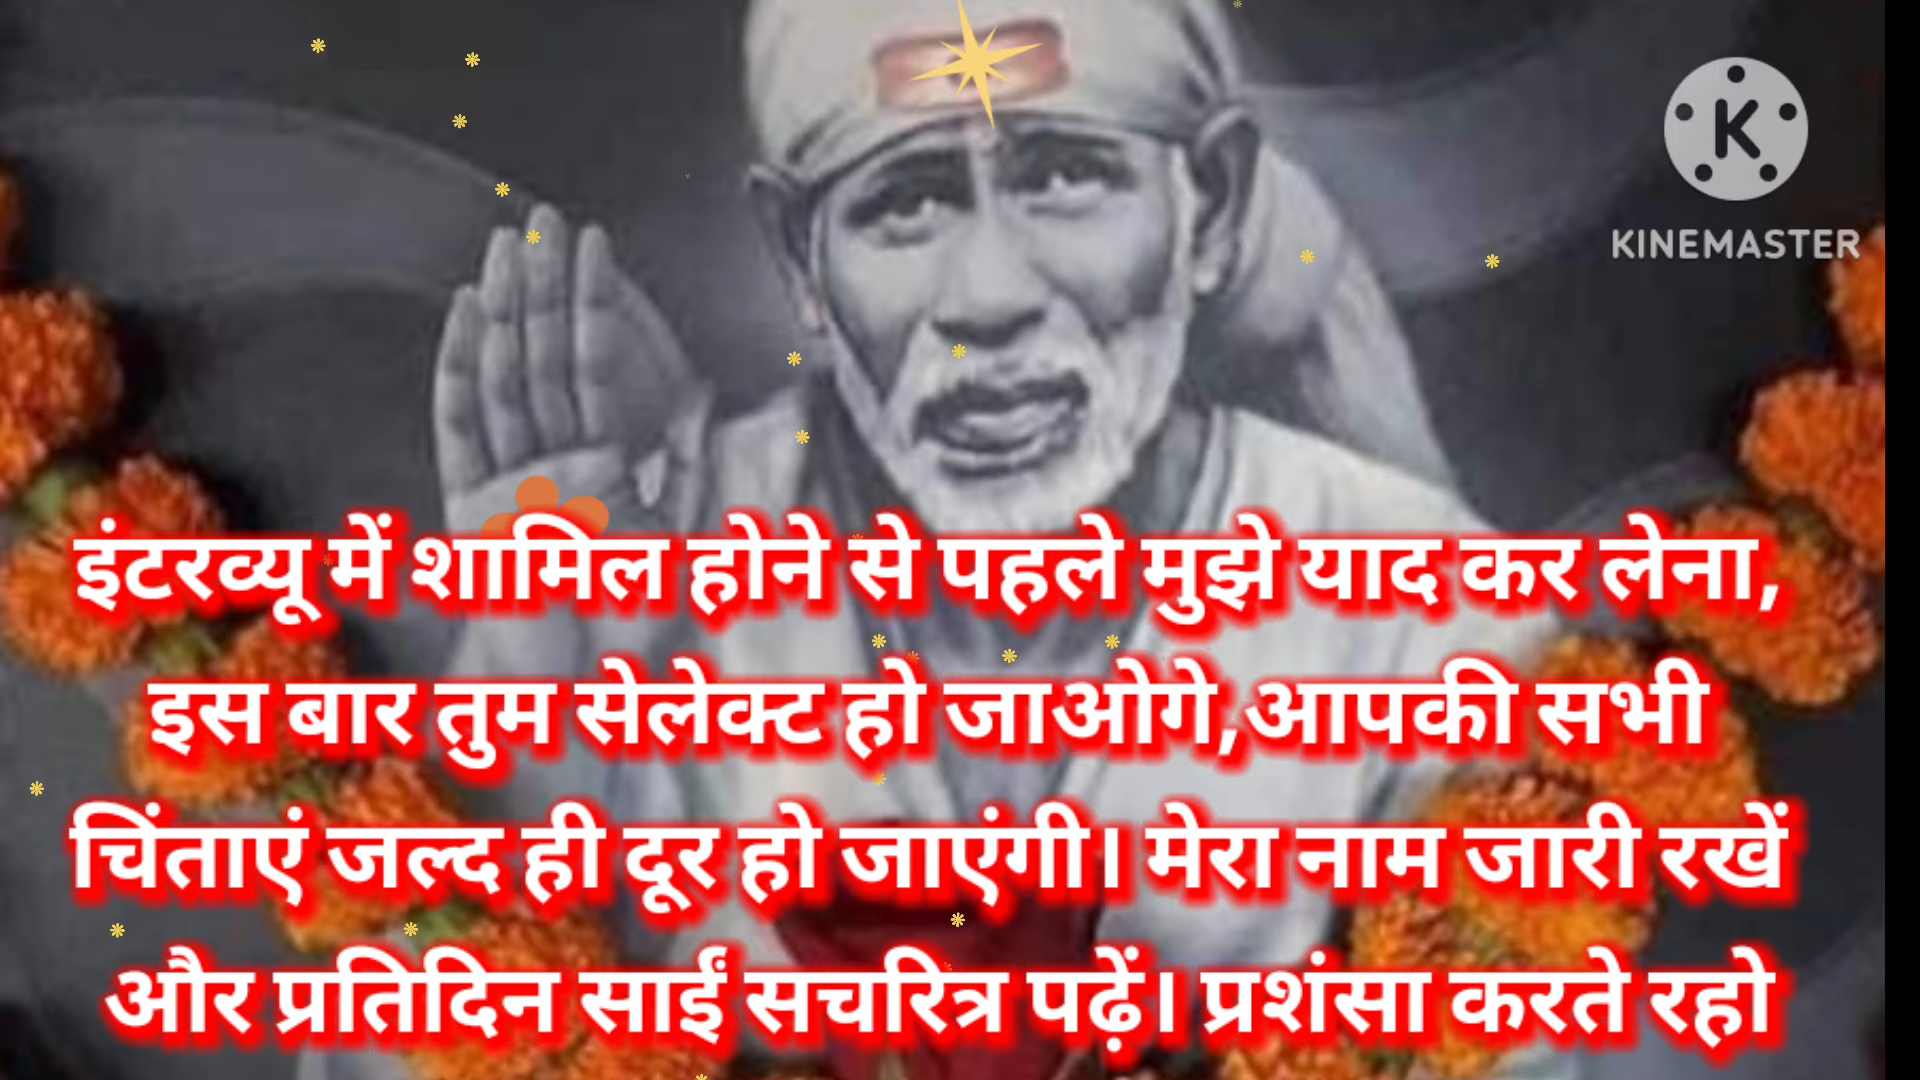 KINEMASTER
इंटरव्यू में शामिल होने से पहले मुझे याद कर लेना,
इस बार तुम सेलेक्ट हो जाओगे,आपकी सभी
चिंताएं जल्द ही दूर हो जाएंगी। मेरा नाम जारी रखें
और प्रतिदिन साईं सचरित्र पढ़ें। प्रशंसा करते रहो